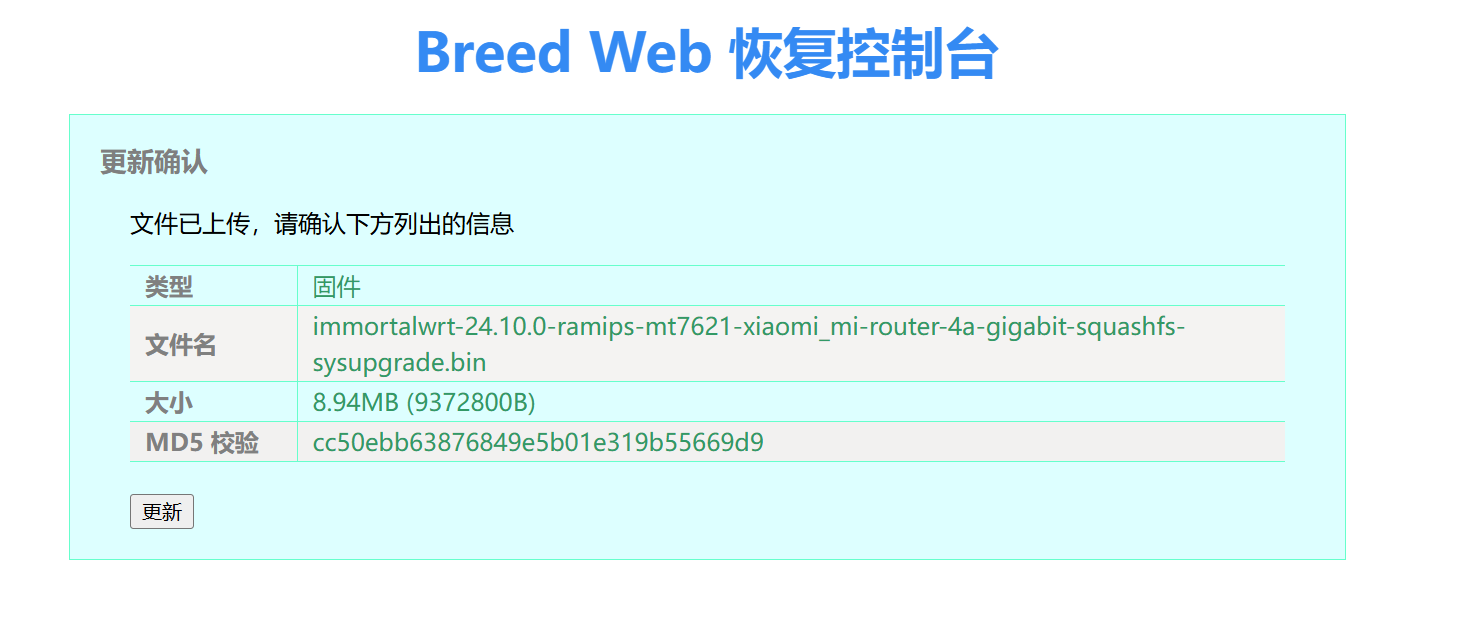 Breed Web 恢复控制台
更新确认
文件已上传，请确认下方列出的信息
类型 固件
文件名 immortalwrt-24.10.0-ramips-mt7621-xiaomi_mi-router-4a-gigabit-squashfs-
sysupgrade.bin
大小 8.94MB (9372800B)
MD5 校验 cc50ebb63876849e5b01e319b55669d9
更新